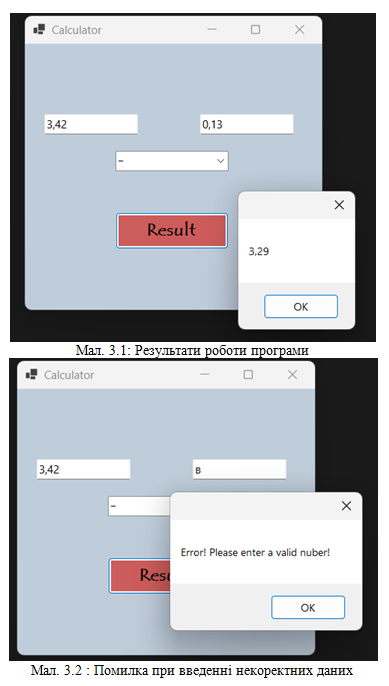 Calculator
3,42
0,13
-
Result
3,29
OK
Мал. 3.1: Результати роботи програми
Calculator
3,42
в
-
Resu
Error! Please enter a valid nuber!
OK
Мал. 3.2 : Помилка при введенні некоректних даних